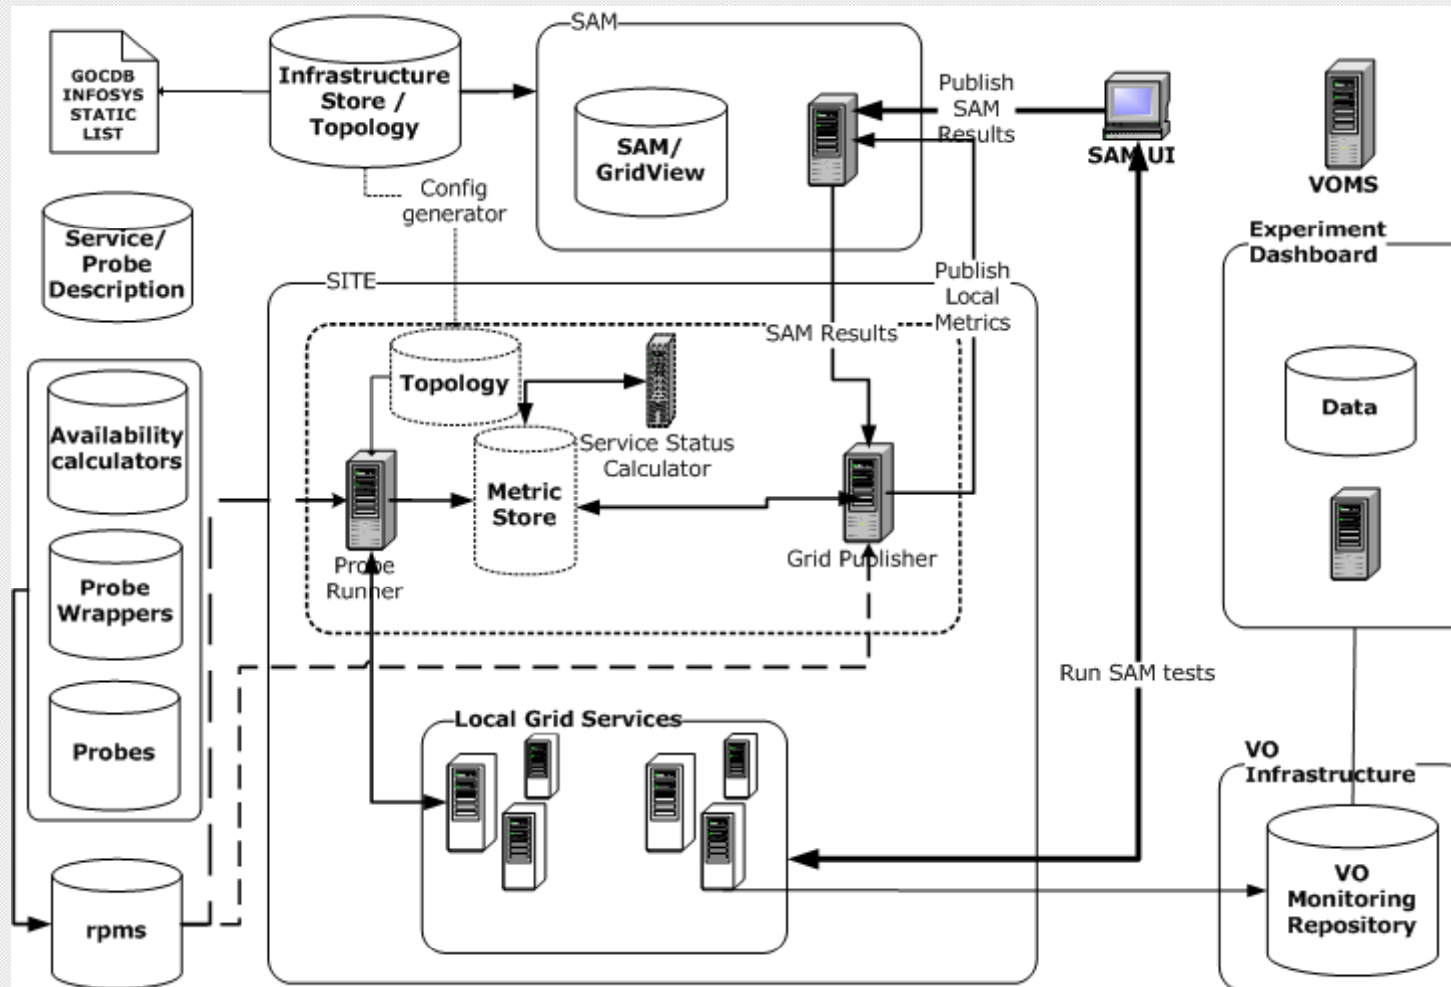 SAM
GOCDB
INFOSYS
STATIC
LIST
Infrastructure
Store /
Topology
SAM/
GridView
Publish
SAM
Results
SAM UI
VOMS
Config
generator
Service/
Probe
Description
Experiment
Dashboard
SITE
Publish
Local
Metrics
SAM Results
Topology
Data
Availability
calculators
Service Status
Calculator
Metric
Store
Probe
Runner
Grid Publisher
Probe
Wrappers
Run SAM tests
Probes
Local Grid Services
VO
Infrastructure
rpms
VO
Monitoring
Repository